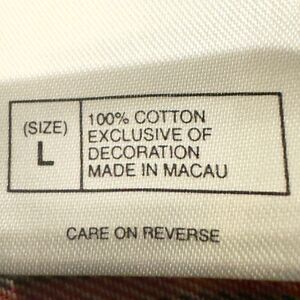 (SIZE)
L
100% COTTON
EXCLUSIVE OF
DECORATION
MADE IN MACAU
CARE ON REVERSE